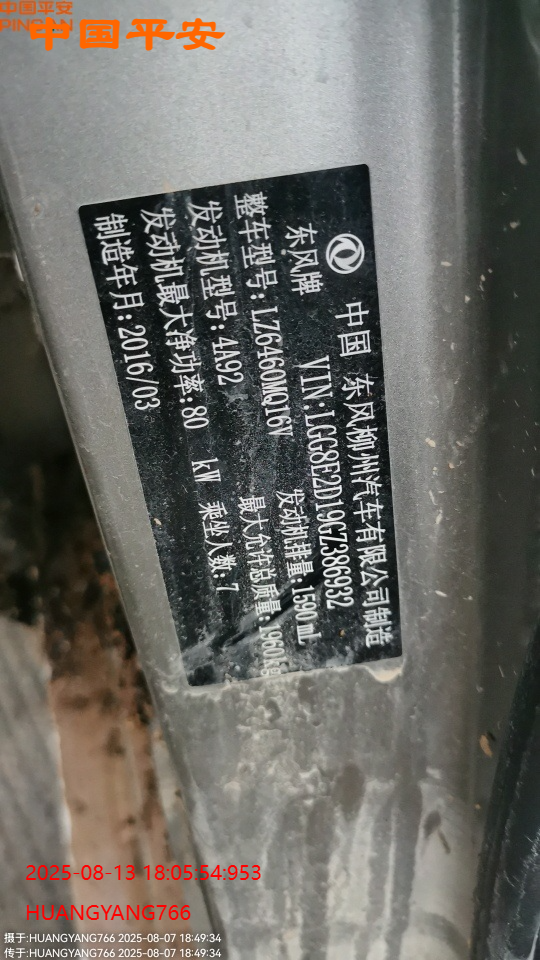 中国平安
PINGAN
中国平安
中国 东风柳州汽车有限公司制造
东风牌 VIN:LGG8E2D19GZ386932
整车型号:LZ6460MQ16V 发动机排量:1590mL
发动机型号:4A92 最大允许总质量:1960kg
发动机最大净功率:80 kW 乘坐人数:7
制造年月:2016/03
2025-08-13 18:05:54:953
HUANGYANG766
摄于:HUANGYANG766 2025-08-07 18:49:34
传于:HUANGYANG766 2025-08-07 18:49:34